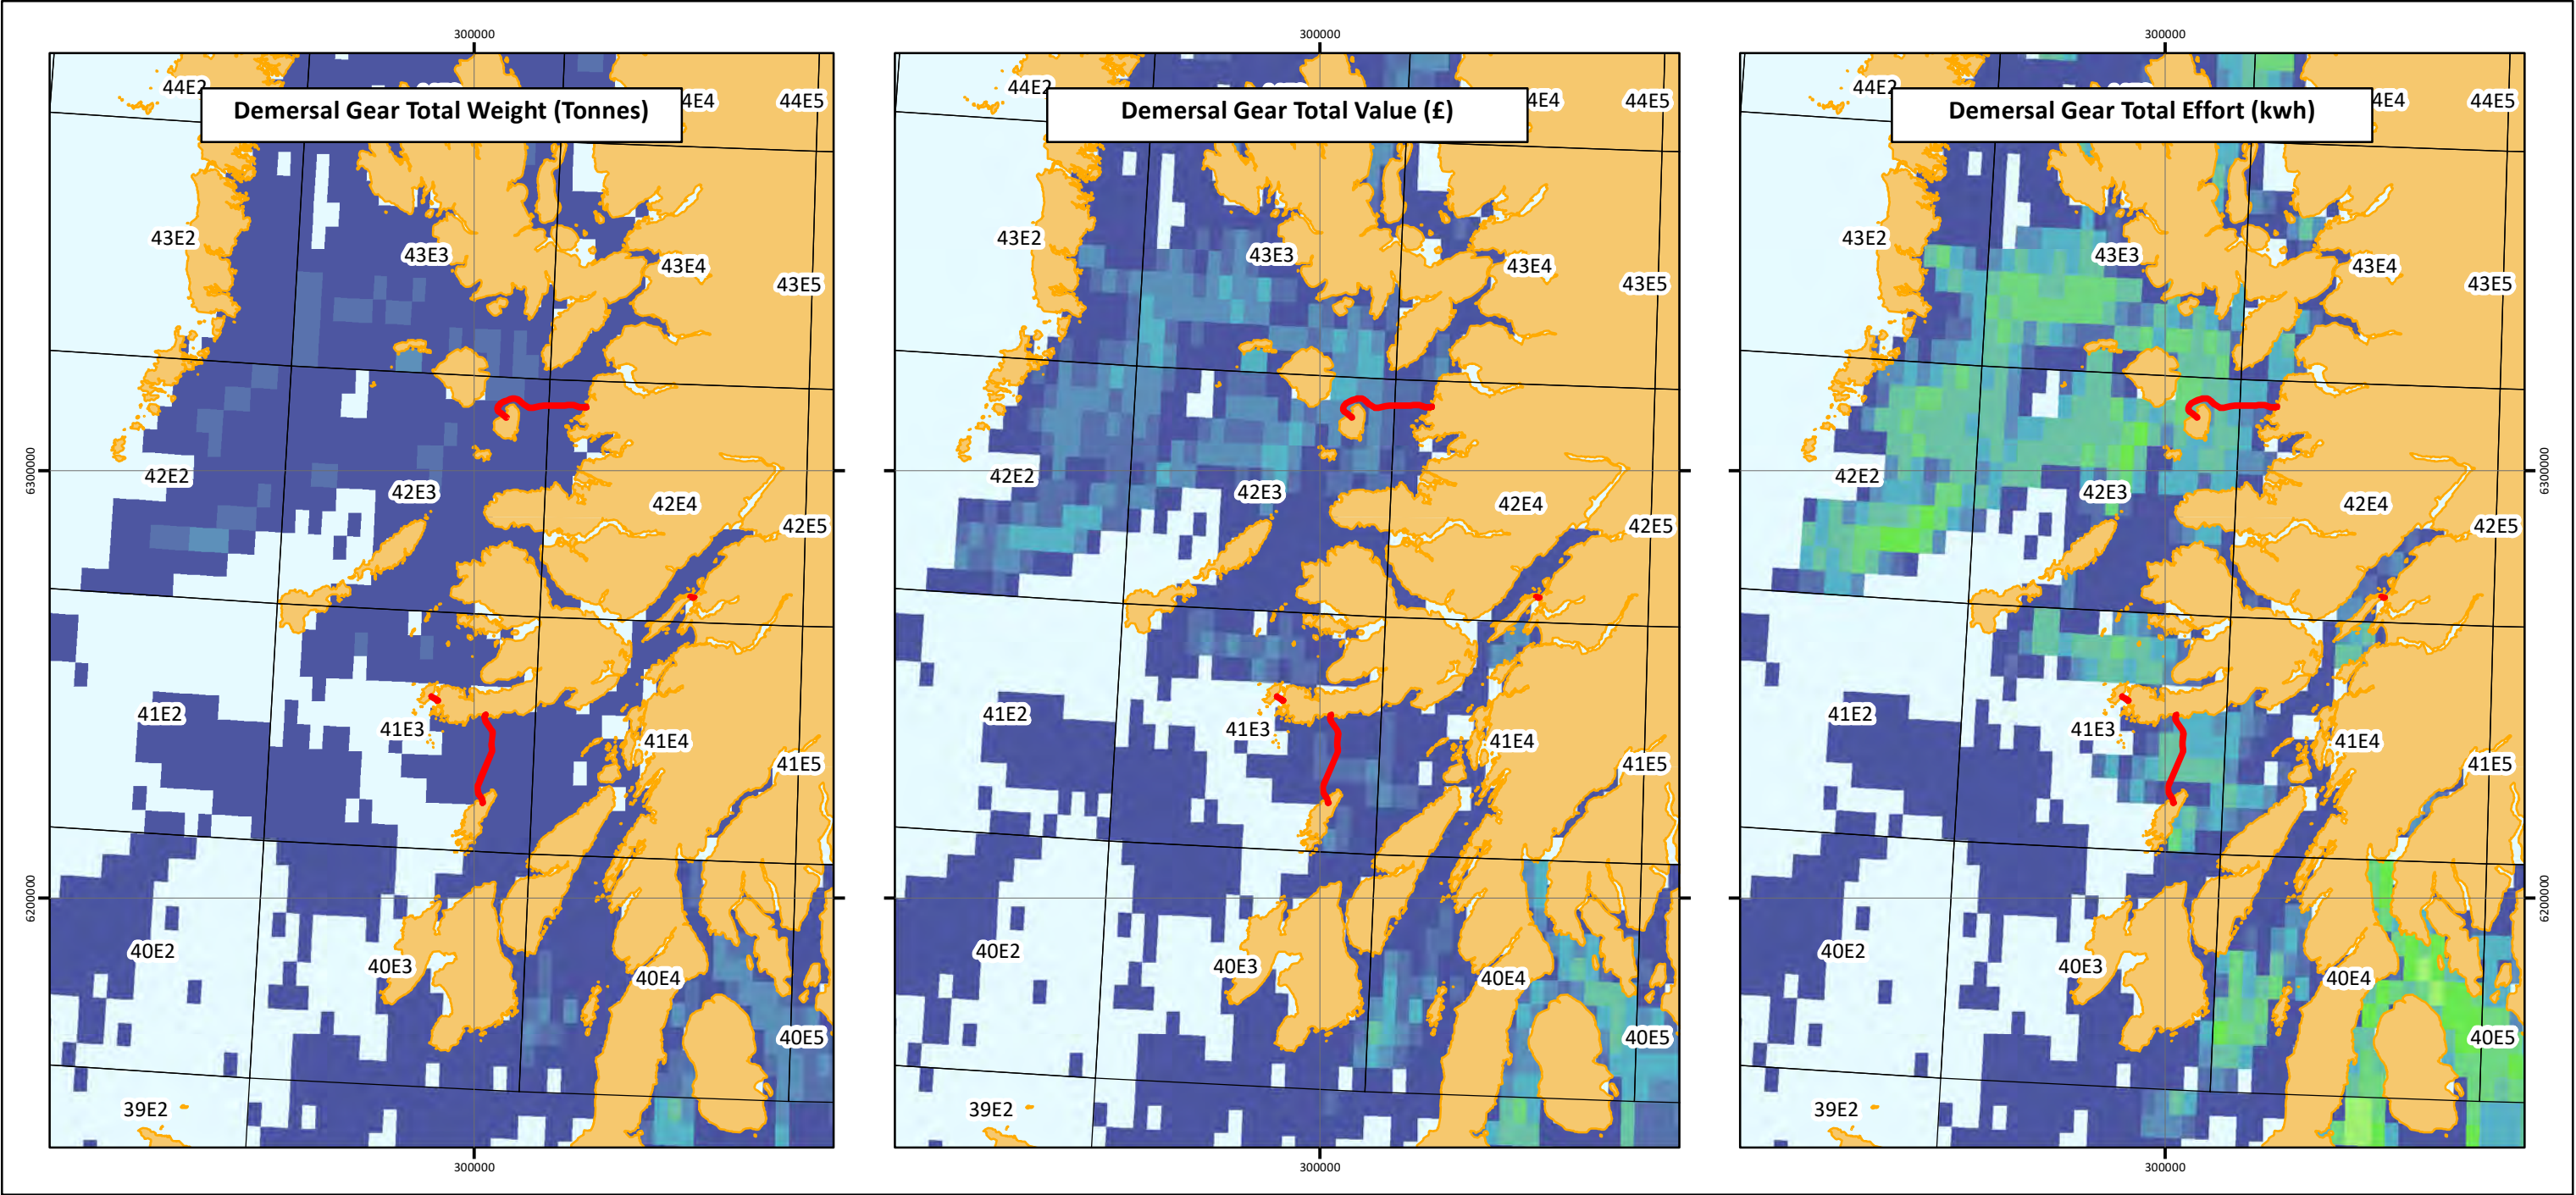 300000
300000
300000
Demersal Gear Total Weight (Tonnes)
Demersal Gear Total Value (£)
Demersal Gear Total Effort (kwh)
44E2
4E4
44E5
43E2
43E3
43E4
43E5
42E2
42E3
42E4
42E5
41E2
41E3
41E4
41E5
40E2
40E3
40E4
40E5
39E2
44E2
4E4
44E5
43E2
43E3
43E4
43E5
42E2
42E3
42E4
42E5
41E2
41E3
41E4
41E5
40E2
40E3
40E4
40E5
39E2
44E2
4E4
44E5
43E2
43E3
43E4
43E5
42E2
42E3
42E4
42E5
41E2
41E3
41E4
41E5
40E2
40E3
40E4
40E5
39E2
6300000
6300000
6200000
6200000
300000
300000
300000